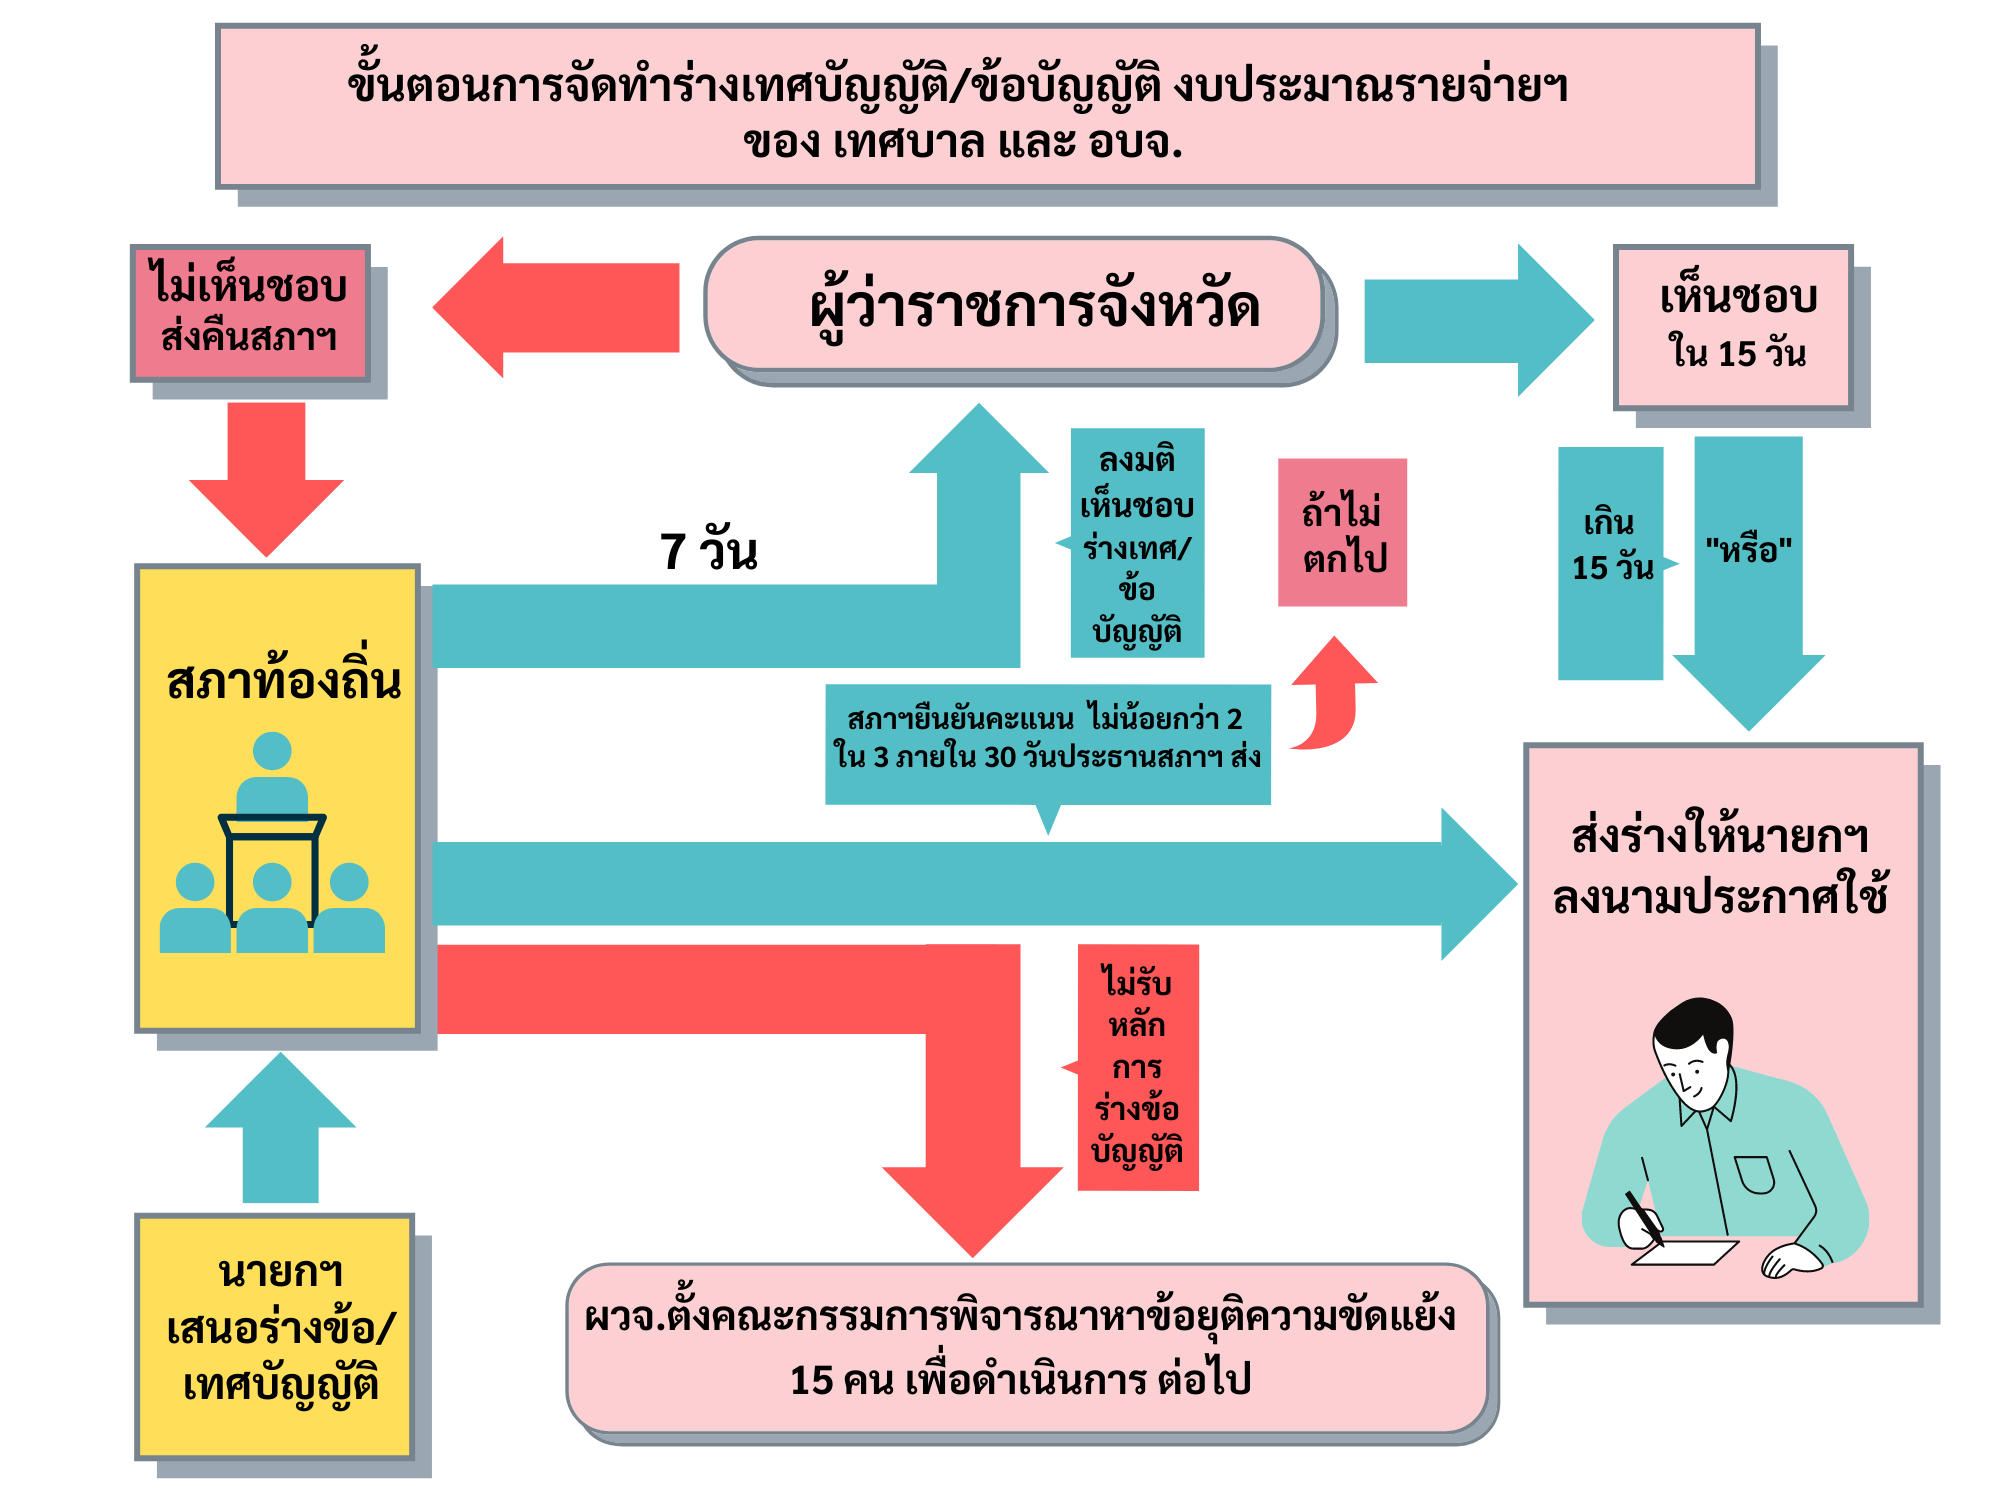 ขั้นตอนการจัดทำร่างเทศบัญญัติ/ข้อบัญญัติ งบประมาณรายจ่ายฯ
ของ เทศบาล และ อบจ.
ไม่เห็นชอบ
ส่งคืนสภาฯ
ผู้ว่าราชการจังหวัด
เห็นชอบ
ใน 15 วัน
7 วัน
ลงมติ
เห็นชอบ
ร่างเทศ/
ข้อ
บัญญัติ
ถ้าไม่
ตกไป
เกิน
15 วัน
"หรือ"
สภาท้องถิ่น
สภาฯยืนยันคะแนน ไม่น้อยกว่า 2
ใน 3 ภายใน 30 วันประธานสภาฯ ส่ง
ส่งร่างให้นายกฯ
ลงนามประกาศใช้
ไม่รับ
หลัก
การ
ร่างข้อ
บัญญัติ
นายกฯ
เสนอร่างข้อ/
เทศบัญญัติ
ผวจ.ตั้งคณะกรรมการพิจารณาหาข้อยุติความขัดแย้ง
15 คน เพื่อดำเนินการ ต่อไป